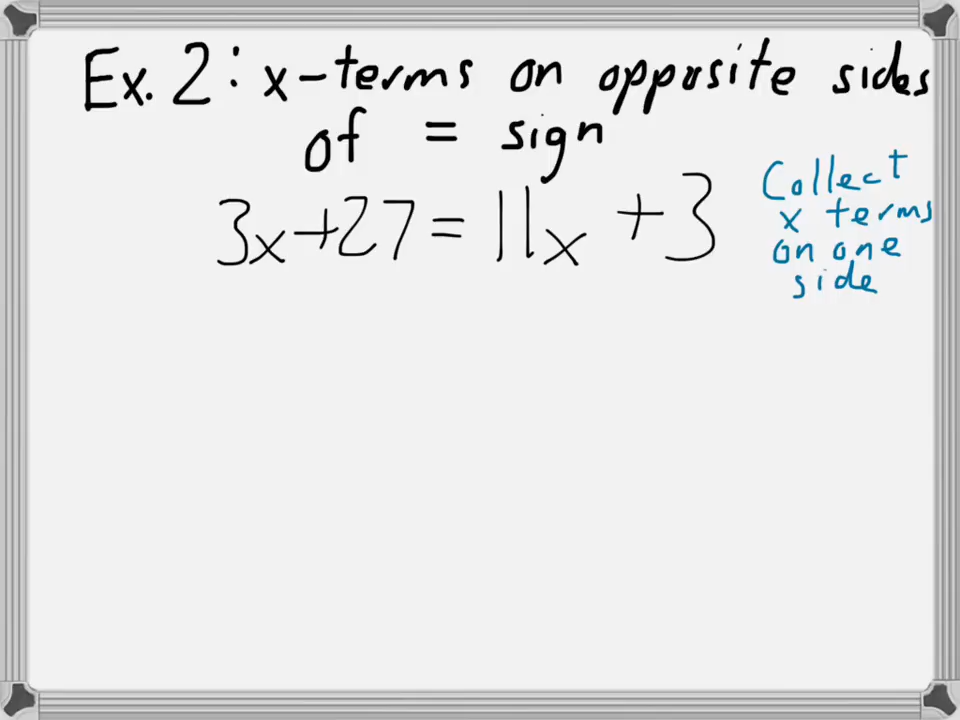 Ex. 2: x-terms on opposite sides
of = sign
3x+27=11x +3
Collect
x terms
on one
side